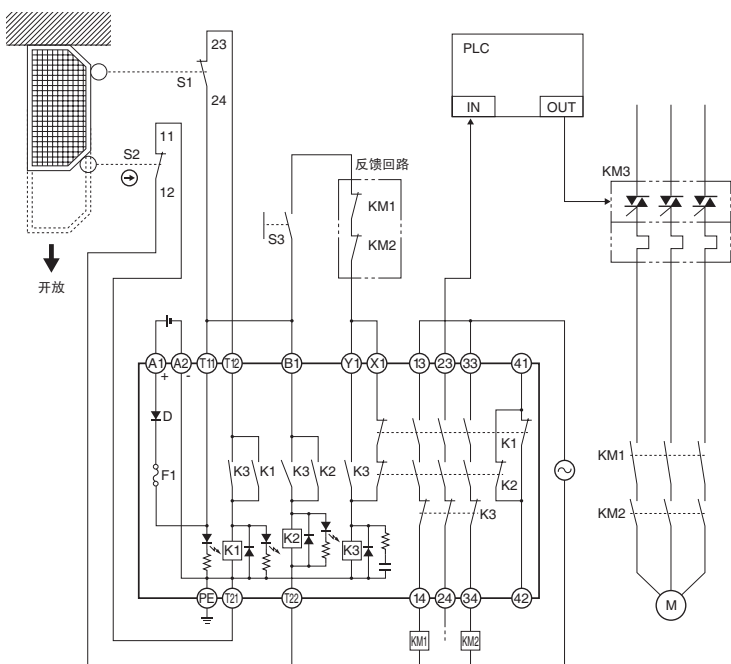 23
S1
24
11
S2
12
开放
PLC
IN
OUT
KM3
反馈回路
KM1
KM2
S3
A1
A2
T11
T12
B1
Y1
X1
13
23
33
41
+
-
D
F1
K3
K1
K3
K2
K3
K1
K2
K3
K1
K2
K3
KM1
KM2
M
PE
T21
T22
14
24
34
42
KM1
KM2